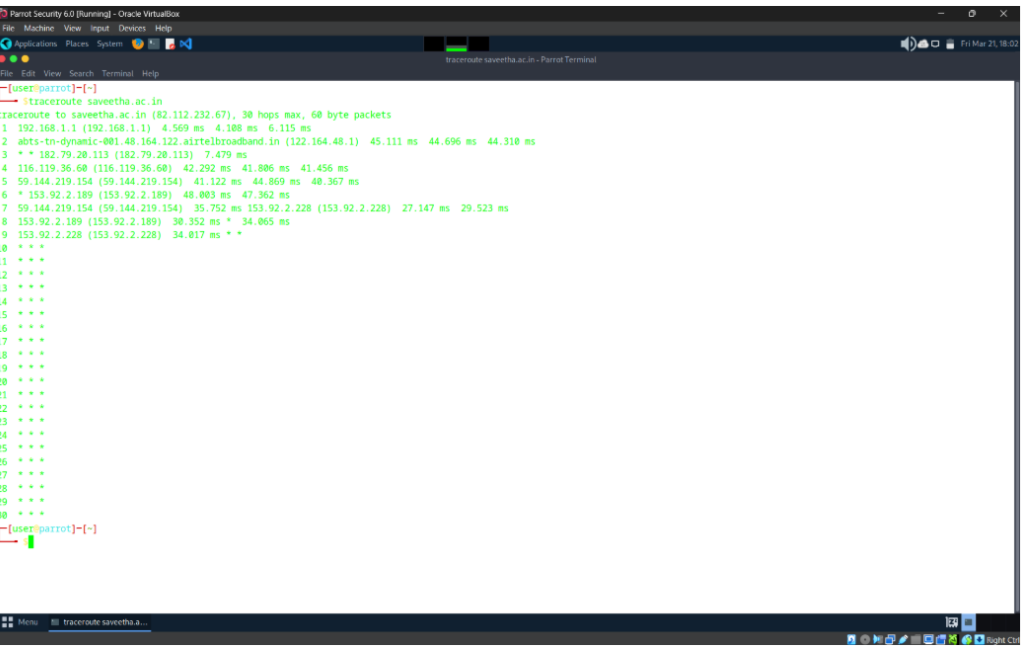 Parrot Security 6.0 [Running] - Oracle VirtualBox
File Machine View Input Devices Help
Applications Places System Fri Mar 21, 18:02
traceroute saveetha.ac.in - Parrot Terminal
File Edit View Search Terminal Help
─[user@parrot]─[~]
$traceroute saveetha.ac.in
traceroute to saveetha.ac.in (82.112.232.67), 30 hops max, 60 byte packets
1 192.168.1.1 (192.168.1.1) 4.569 ms 4.108 ms 6.115 ms
2 abts-tn-dynamic-001.48.164.122.airtelbroadband.in (122.164.48.1) 45.111 ms 44.696 ms 44.310 ms
3 * * 182.79.20.113 (182.79.20.113) 7.479 ms
4 116.119.36.60 (116.119.36.60) 42.292 ms 41.806 ms 41.456 ms
5 59.144.219.154 (59.144.219.154) 41.122 ms 44.869 ms 40.367 ms
6 * 153.92.2.189 (153.92.2.189) 48.003 ms 47.362 ms
7 59.144.219.154 (59.144.219.154) 35.752 ms 153.92.2.228 (153.92.2.228) 27.147 ms 29.523 ms
8 153.92.2.189 (153.92.2.189) 30.352 ms * 34.065 ms
9 153.92.2.228 (153.92.2.228) 34.017 ms * *
10 * * *
11 * * *
12 * * *
13 * * *
14 * * *
15 * * *
16 * * *
17 * * *
18 * * *
19 * * *
20 * * *
21 * * *
22 * * *
23 * * *
24 * * *
25 * * *
26 * * *
27 * * *
28 * * *
29 * * *
30 * * *
─[user@parrot]─[~]
$
Menu traceroute saveetha.a...
Right Ctrl